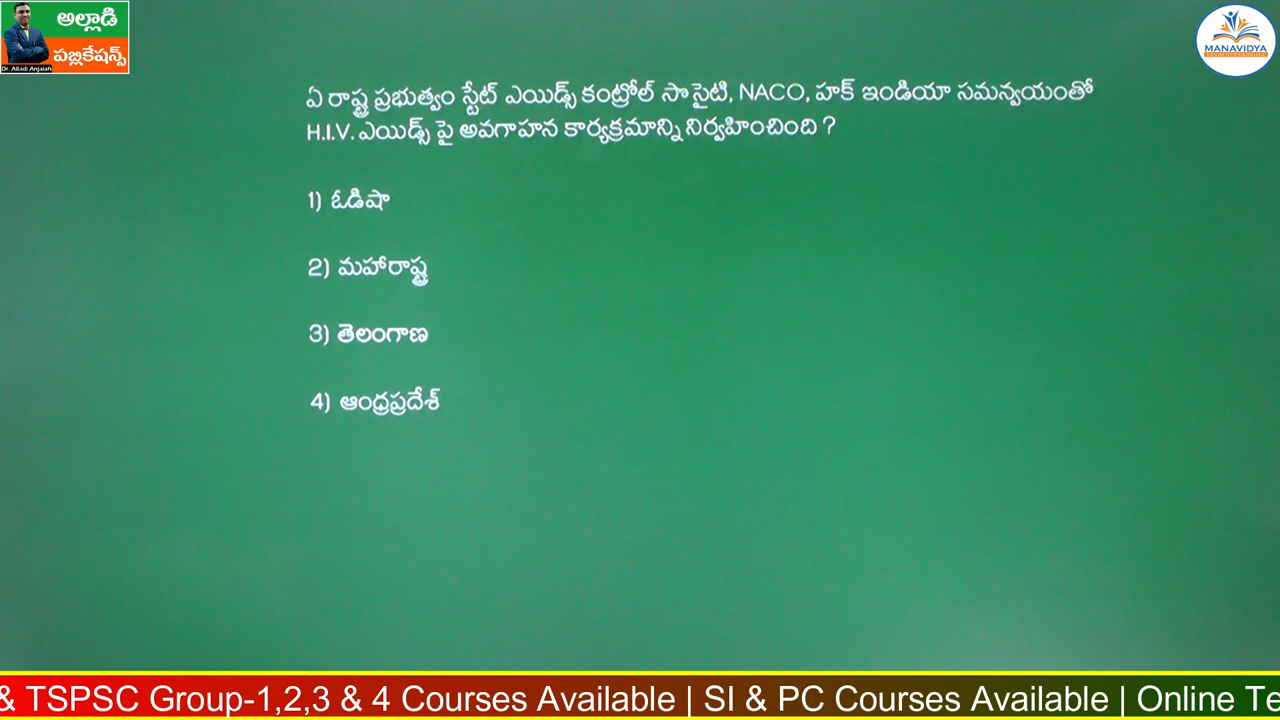 అల్లాడి
పబ్లికేషన్స్
Dr. Alladi Anjaiah
MANAVIDYA
ఏ రాష్ట్ర ప్రభుత్వం స్టేట్ ఎయిడ్స్ కంట్రోల్ సొసైటి, NACO, హక్ ఇండియా సమన్వయంతో
H.I.V. ఎయిడ్స్ పై అవగాహన కార్యక్రమాన్ని నిర్వహించింది ?
1) ఓడిషా
2) మహారాష్ట్ర
3) తెలంగాణ
4) ఆంధ్రప్రదేశ్
& TSPSC Group-1,2,3 & 4 Courses Available | SI & PC Courses Available | Online Te